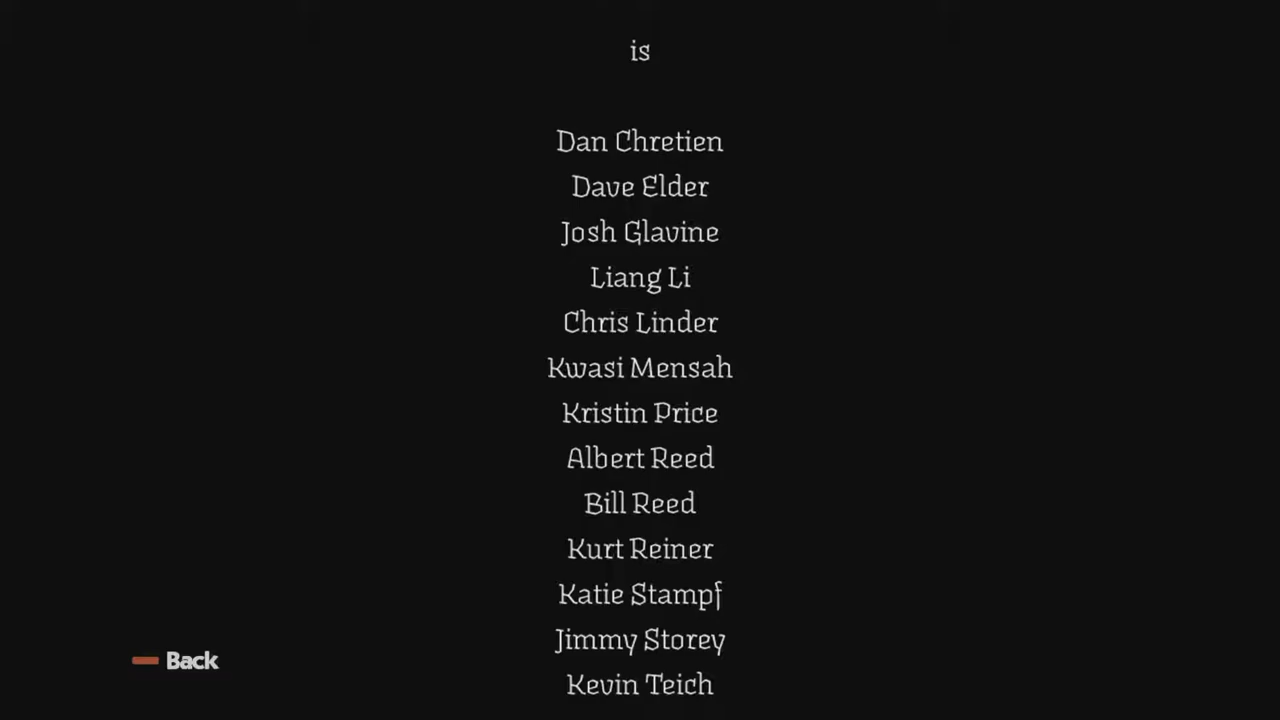 is
Dan Chretien
Dave Elder
Josh Glavine
Liang Li
Chris Linder
Kwasi Mensah
Kristin Price
Albert Reed
Bill Reed
Kurt Reiner
Katie Stampf
Jimmy Storey
Kevin Teich
Back